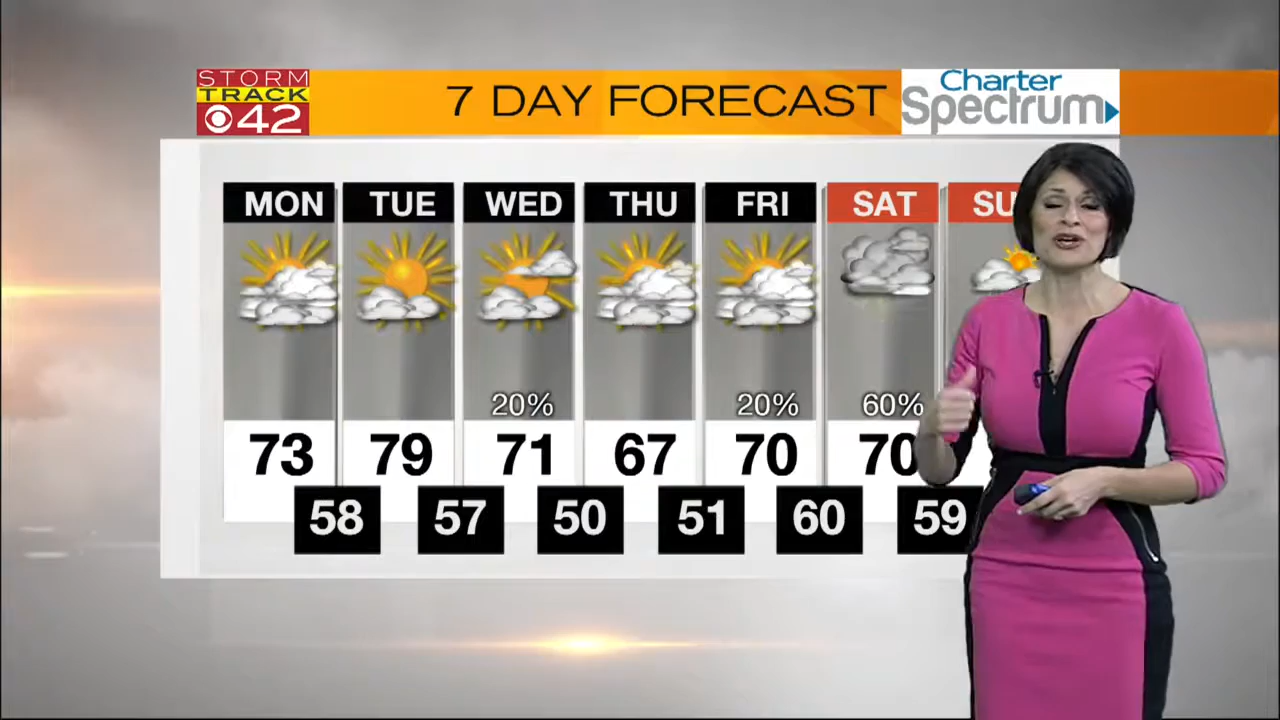 STORM
TRACK
42
7 DAY FORECAST
Charter
Spectrum
MON TUE WED THU FRI SAT
20% 20% 60%
73 79 71 67 70 70
58 57 50 51 60 59